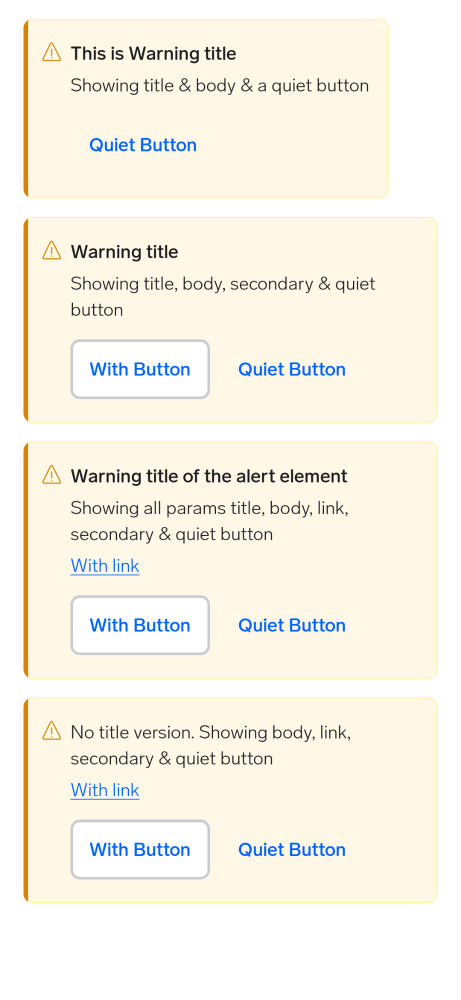 This is Warning title
Showing title & body & a quiet button
Quiet Button
Warning title
Showing title, body, secondary & quiet
button
With Button Quiet Button
Warning title of the alert element
Showing all params title, body, link,
secondary & quiet button
With link
With Button Quiet Button
No title version. Showing body, link,
secondary & quiet button
With link
With Button Quiet Button